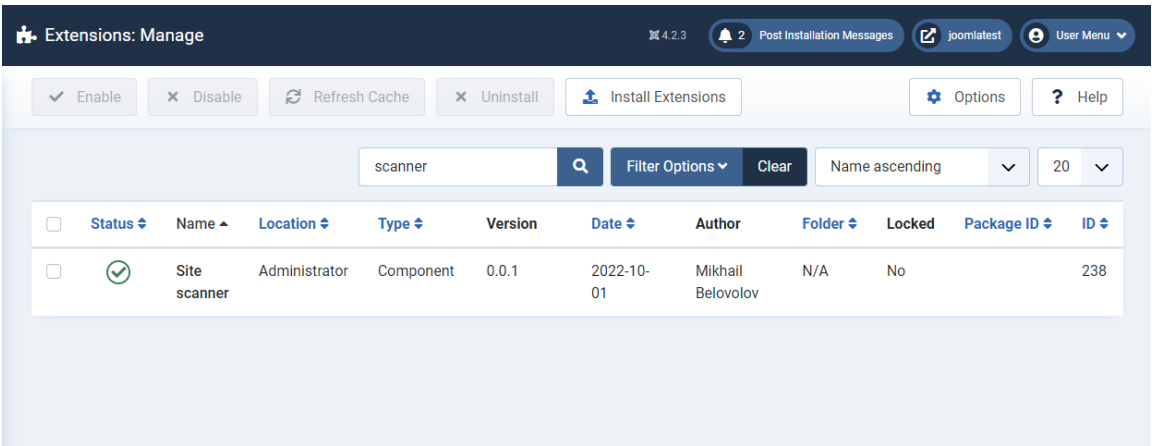 Extensions: Manage 4.2.3 2 Post Installation Messages joomlatest User Menu
Enable Disable Refresh Cache Uninstall Install Extensions Options ? Help
scanner Filter Options Clear Name ascending 20
Status Name Location Type Version Date Author Folder Locked Package ID ID
Site Administrator Component 0.0.1 2022-10- Mikhail N/A No 238
scanner 01 Belovolov